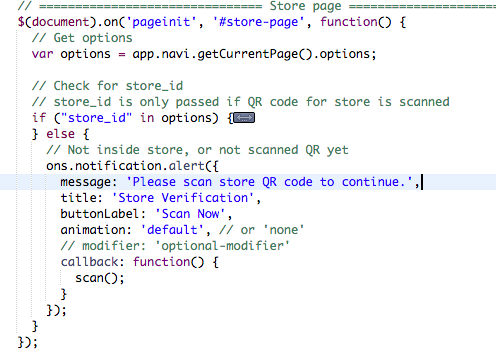 // =============================== Store page =====================
$(document).on('pageinit', '#store-page', function() {
// Get options
var options = app.navi.getCurrentPage().options;
// Check for store_id
// store_id is only passed if QR code for store is scanned
if ("store_id" in options) {
} else {
// Not inside store, or not scanned QR yet
ons.notification.alert({
message: 'Please scan store QR code to continue.',
title: 'Store Verification',
buttonLabel: 'Scan Now',
animation: 'default', // or 'none'
// modifier: 'optional-modifier'
callback: function() {
scan();
}
});
}
});